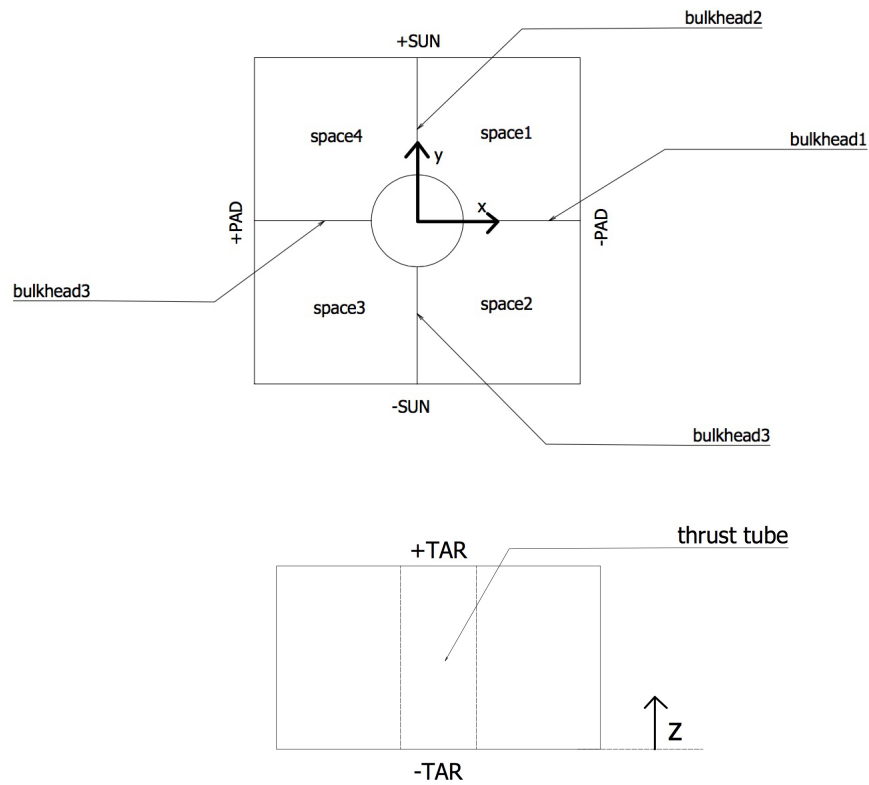 bulkhead2
+SUN
space4
space1
bulkhead1
y
x
+PAD
-PAD
bulkhead3
space3
space2
-SUN
bulkhead3
thrust tube
+TAR
z
-TAR